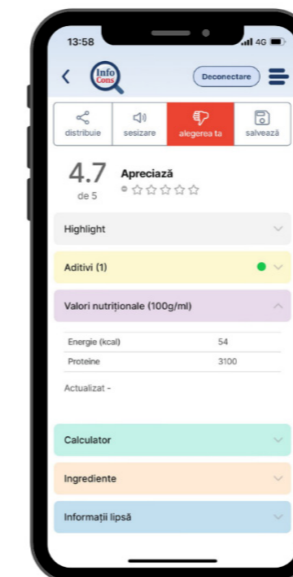 13:58
4G
Info
Cons
Deconectare
distribuie
sesizare
alegerea ta
salvează
4.7
de 5
Apreciază
Highlight
Aditivi (1)
Valori nutriționale (100g/ml)
Energie (kcal) 54
Proteine 3100
Actualizat -
Calculator
Ingrediente
Informații lipsă